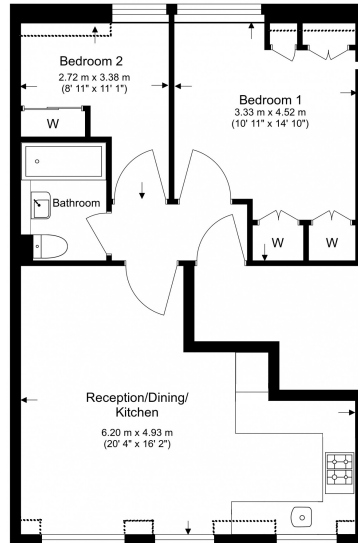 Bedroom 2
2.72 m x 3.38 m
(8' 11" x 11' 1")
Bedroom 1
3.33 m x 4.52 m
(10' 11" x 14' 10")
W
Bathroom
W
W
Reception/Dining/
Kitchen
6.20 m x 4.93 m
(20' 4" x 16' 2")